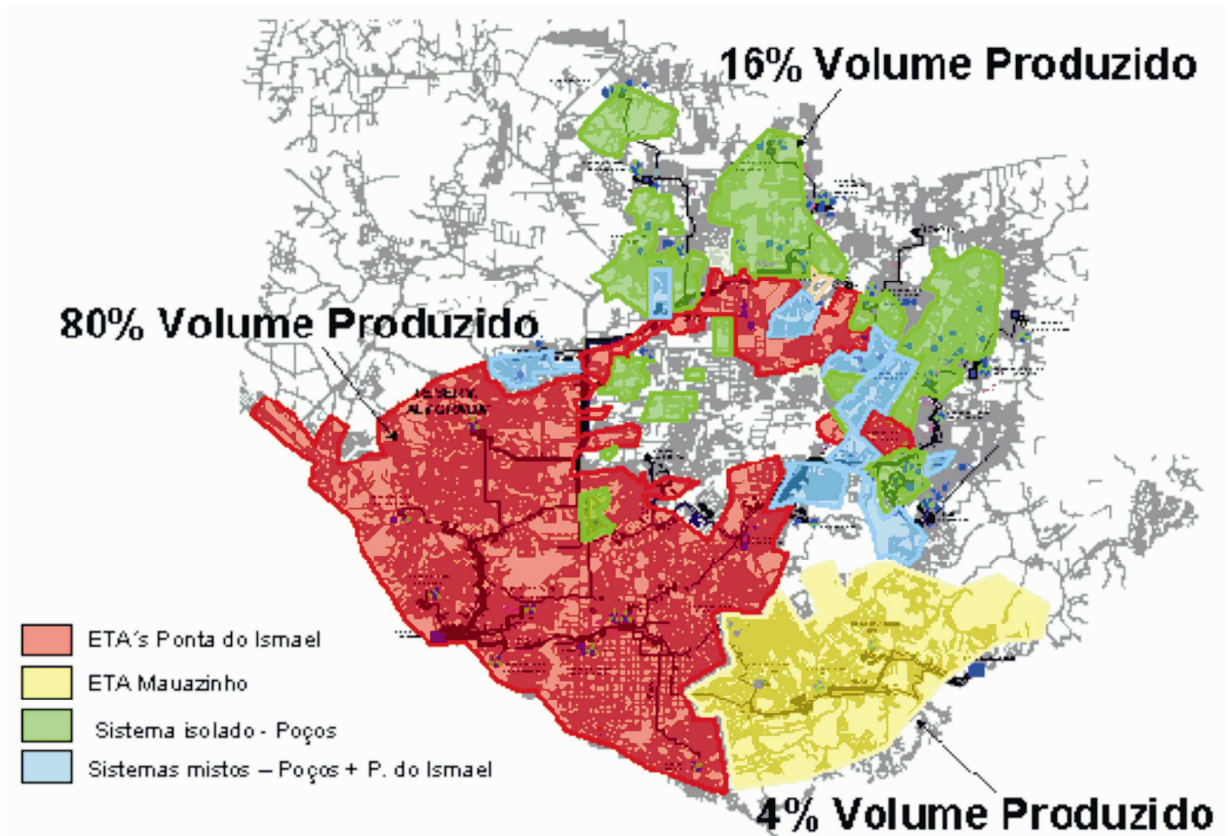 16% Volume Produzido
80% Volume Produzido
ETA´s Ponta do Ismael
ETA Mauazinho
Sistema isolado - Poços
Sistemas mistos – Poços + P. do Ismael
4% Volume Produzido